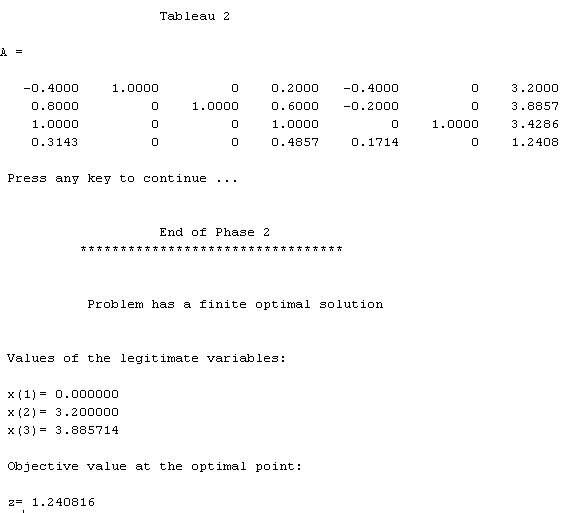 Tableau 2
A =
-0.4000 1.0000 0 0.2000 -0.4000 0 3.2000
0.8000 0 1.0000 0.6000 -0.2000 0 3.8857
1.0000 0 0 1.0000 0 1.0000 3.4286
0.3143 0 0 0.4857 0.1714 0 1.2408
Press any key to continue ...
End of Phase 2
*********************************
Problem has a finite optimal solution
Values of the legitimate variables:
x(1)= 0.000000
x(2)= 3.200000
x(3)= 3.885714
Objective value at the optimal point:
z= 1.240816